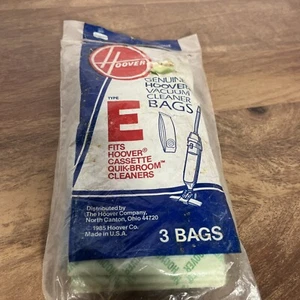 HOOVER
GENUINE
HOOVER
VACUUM
CLEANER
BAGS
TYPE
E
FITS
HOOVER®
CASSETTE
QUIK-BROOM™
CLEANERS
Distributed by
The Hoover Company,
North Canton, Ohio 44720
1985 Hoover Co.
Made in U.S.A.
3 BAGS